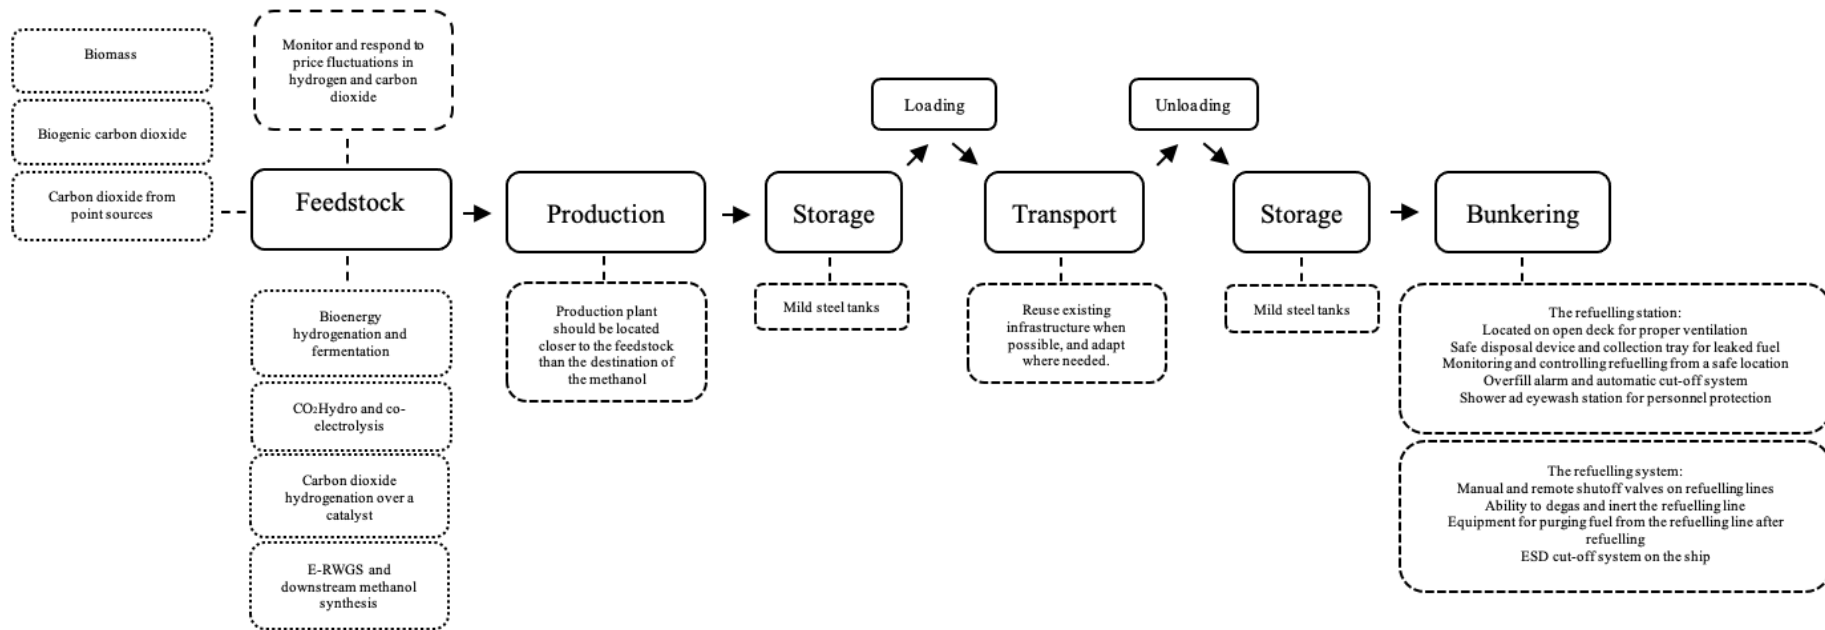 Biomass
Biogenic carbon dioxide
Carbon dioxide from
point sources
Monitor and respond to
price fluctuations in
hydrogen and carbon
dioxide
Feedstock
Bioenergy
hydrogenation and
fermentation
CO₂Hydro and co-
electrolysis
Carbon dioxide
hydrogenation over a
catalyst
E-RWGS and
downstream methanol
synthesis
Production
Production plant
should be located
closer to the feedstock
than the destination of
the methanol
Storage
Mild steel tanks
Loading
Transport
Reuse existing
infrastructure when
possible, and adapt
where needed.
Unloading
Storage
Mild steel tanks
Bunkering
The refuelling station:
Located on open deck for proper ventilation
Safe disposal device and collection tray for leaked fuel
Monitoring and controlling refuelling from a safe location
Overfill alarm and automatic cut-off system
Shower ad eyewash station for personnel protection
The refuelling system:
Manual and remote shutoff valves on refuelling lines
Ability to degas and inert the refuelling line
Equipment for purging fuel from the refuelling line after
refuelling
ESD cut-off system on the ship